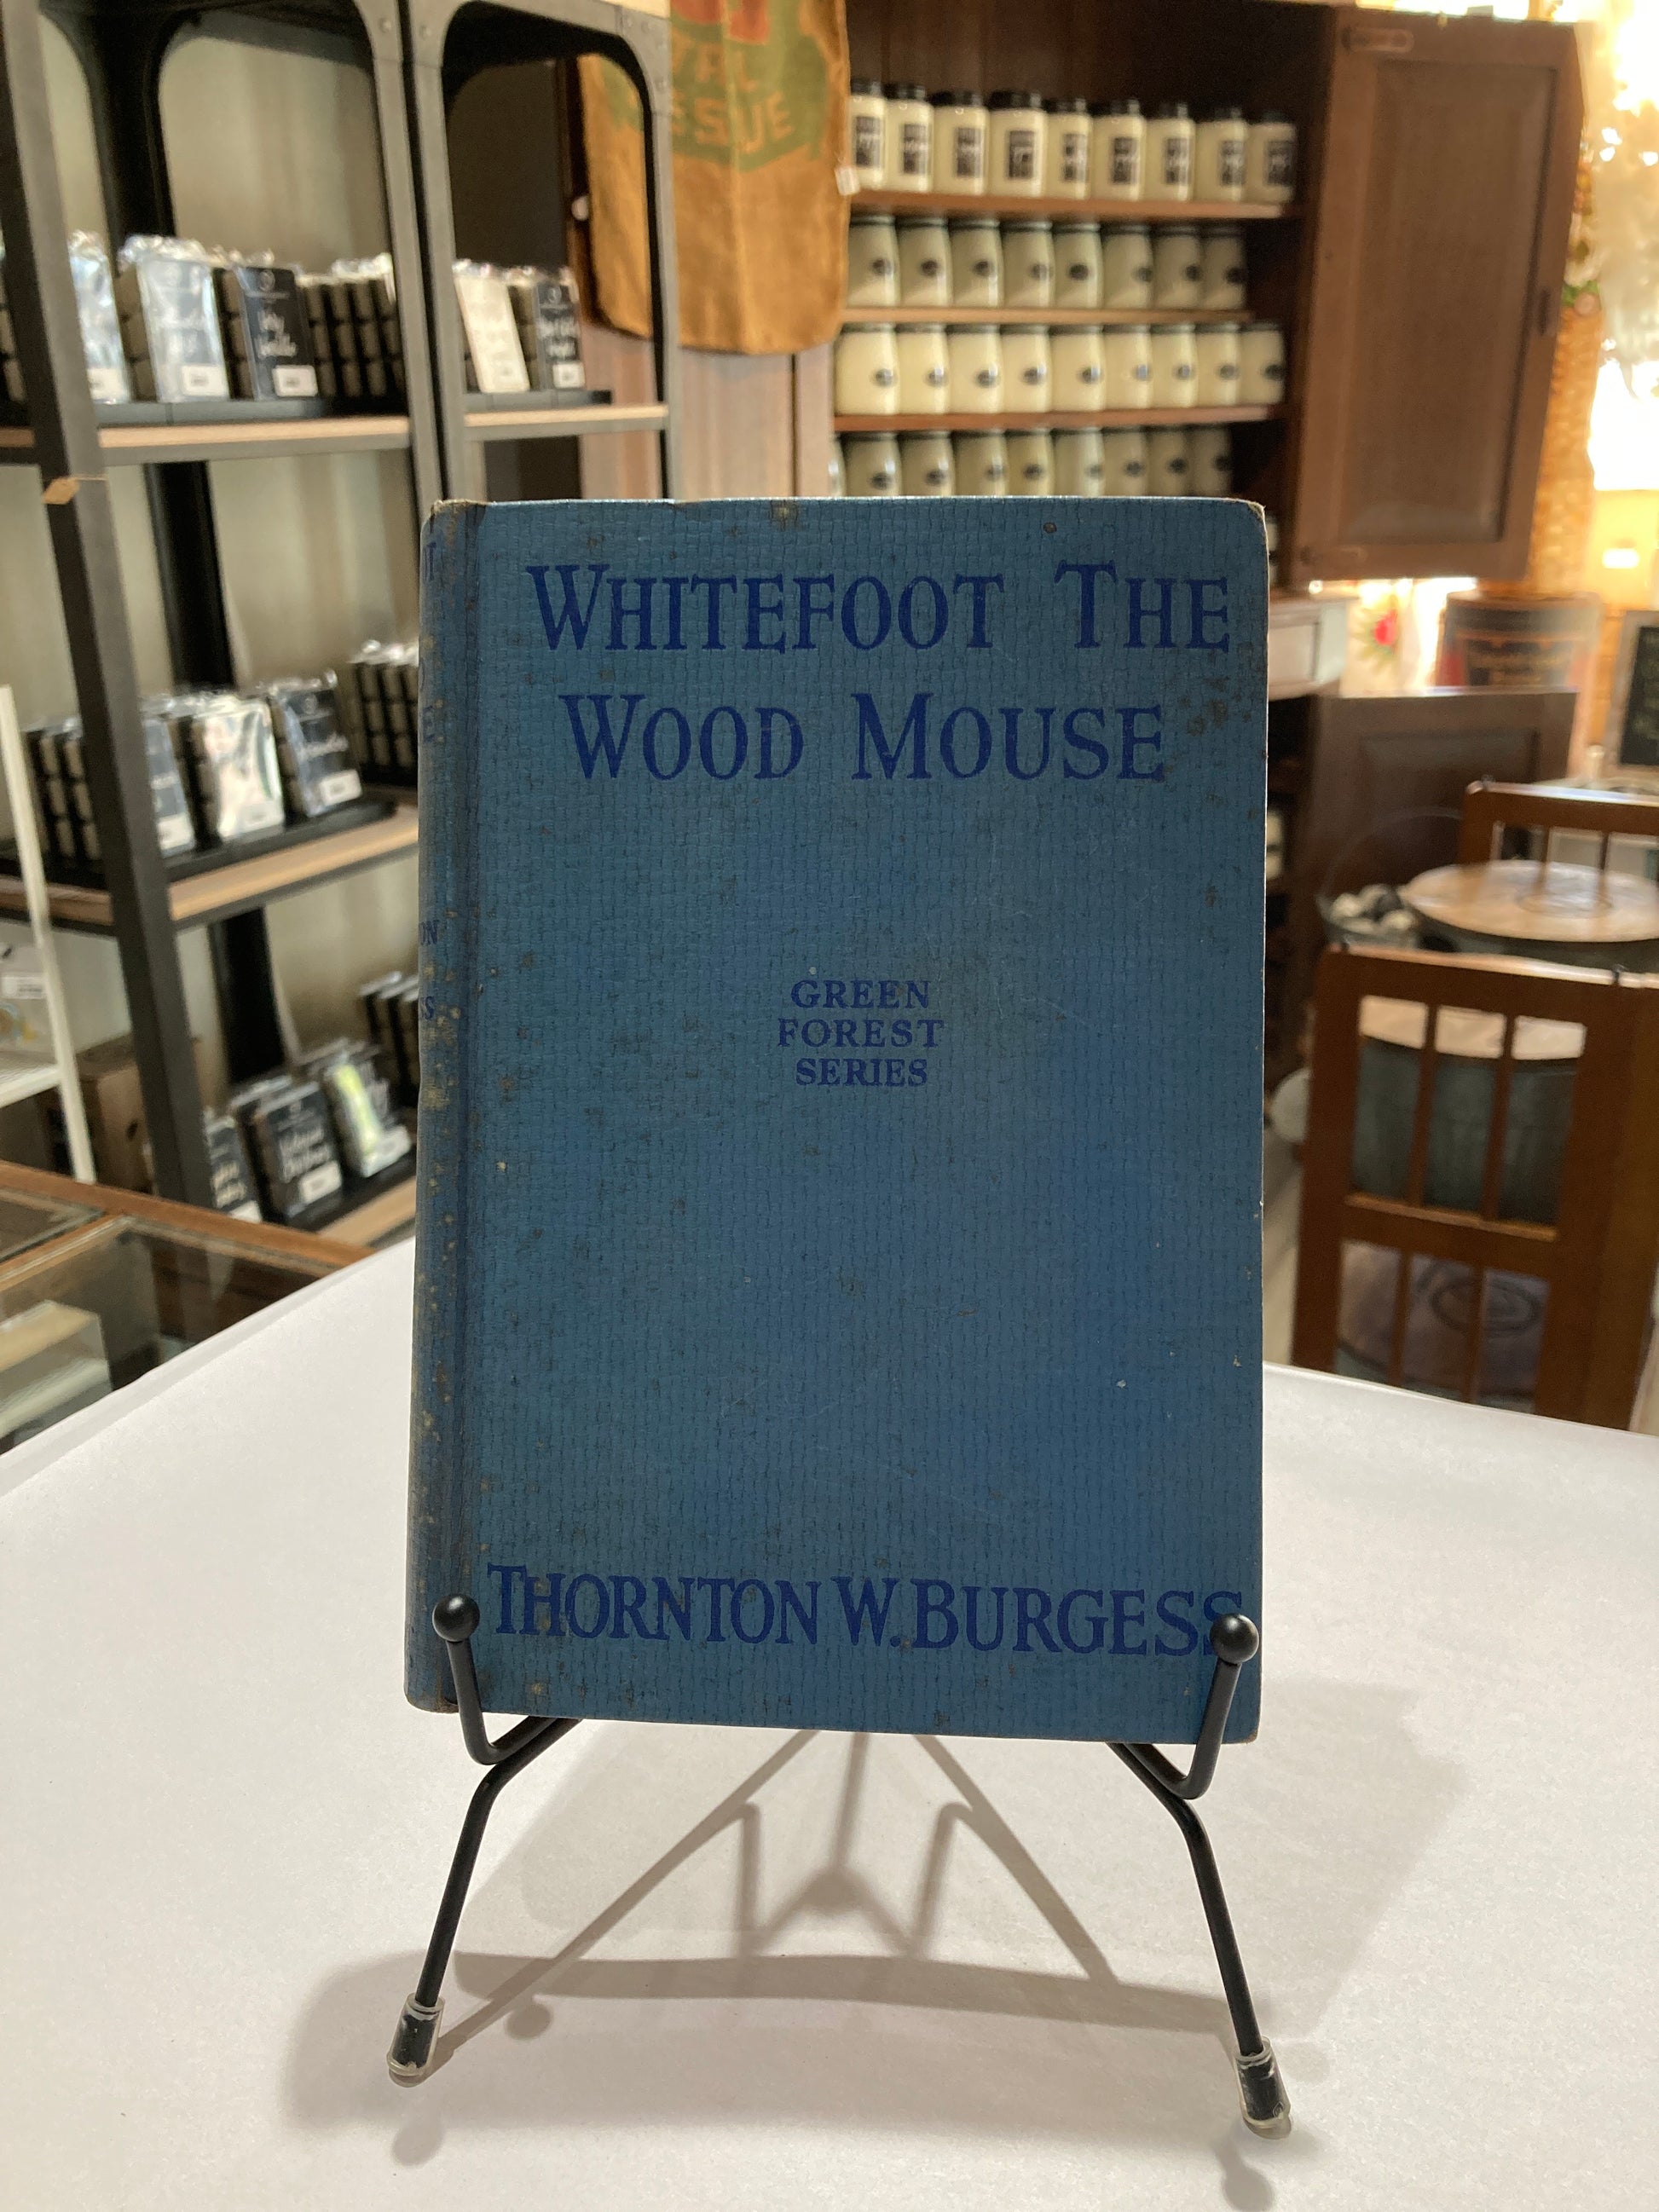 WHITEFOOT THE
WOOD MOUSE
GREEN
FOREST
SERIES
THORNTON W. BURGESS